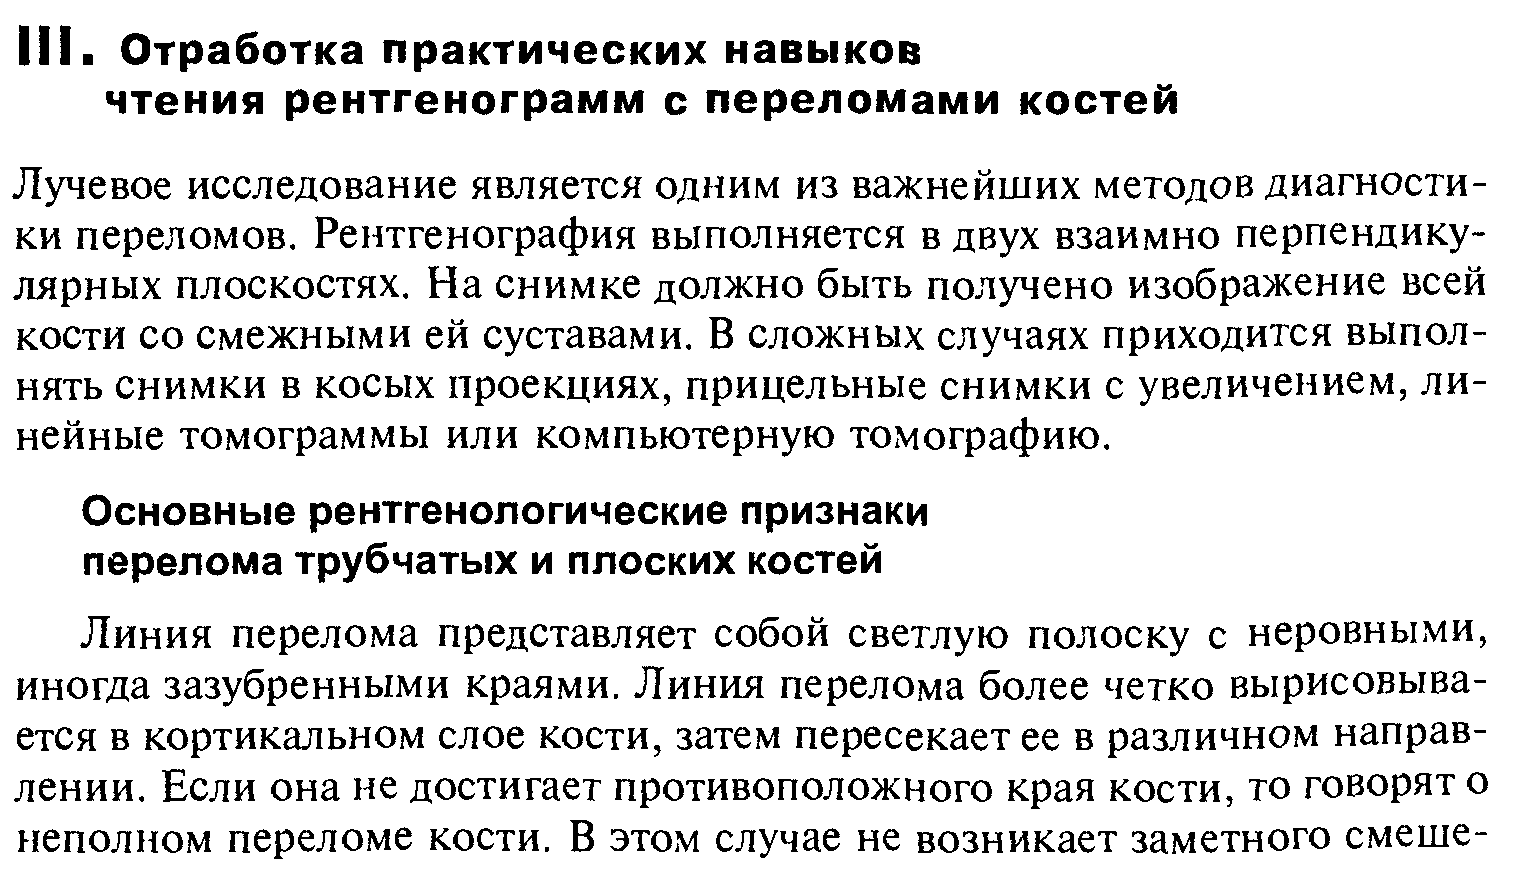 III. Отработка практических навыков
чтения рентгенограмм с переломами костей
Лучевое исследование является одним из важнейших методов диагности-
ки переломов. Рентгенография выполняется в двух взаимно перпендику-
лярных плоскостях. На снимке должно быть получено изображение всей
кости со смежными ей суставами. В сложных случаях приходится выпол-
нять снимки в косых проекциях, прицельные снимки с увеличением, ли-
нейные томограммы или компьютерную томографию.
Основные рентгенологические признаки
перелома трубчатых и плоских костей
Линия перелома представляет собой светлую полоску с неровными,
иногда зазубренными краями. Линия перелома более четко вырисовыва-
ется в кортикальном слое кости, затем пересекает ее в различном направ-
лении. Если она не достигает противоположного края кости, то говорят о
неполном переломе кости. В этом случае не возникает заметного смеше-